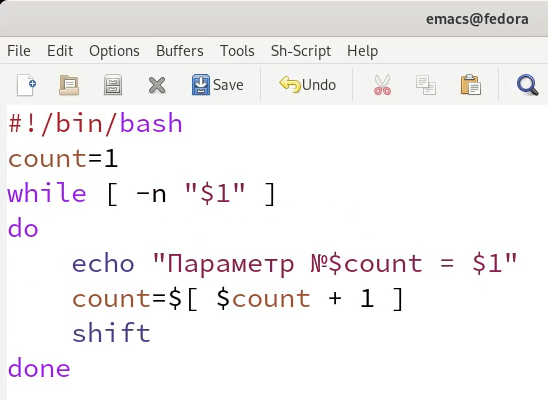 emacs@fedora
File Edit Options Buffers Tools Sh-Script Help
Save Undo
#!/bin/bash
count=1
while [ -n "$1" ]
do
    echo "Параметр №$count = $1"
    count=$[ $count + 1 ]
    shift
done